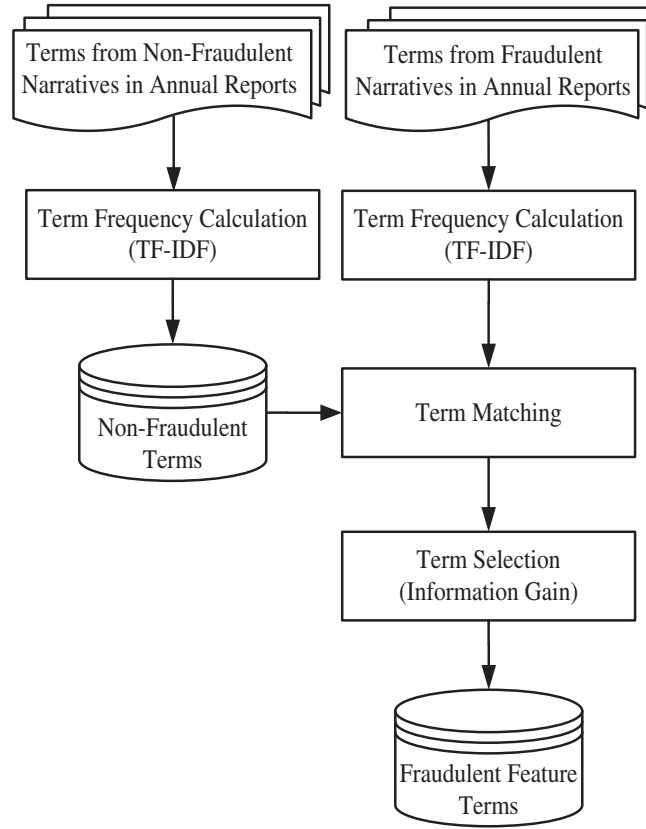 Terms from Non-Fraudulent
Narratives in Annual Reports
Terms from Fraudulent
Narratives in Annual Reports
Term Frequency Calculation
(TF-IDF)
Term Frequency Calculation
(TF-IDF)
Non-Fraudulent
Terms
Term Matching
Term Selection
(Information Gain)
Fraudulent Feature
Terms